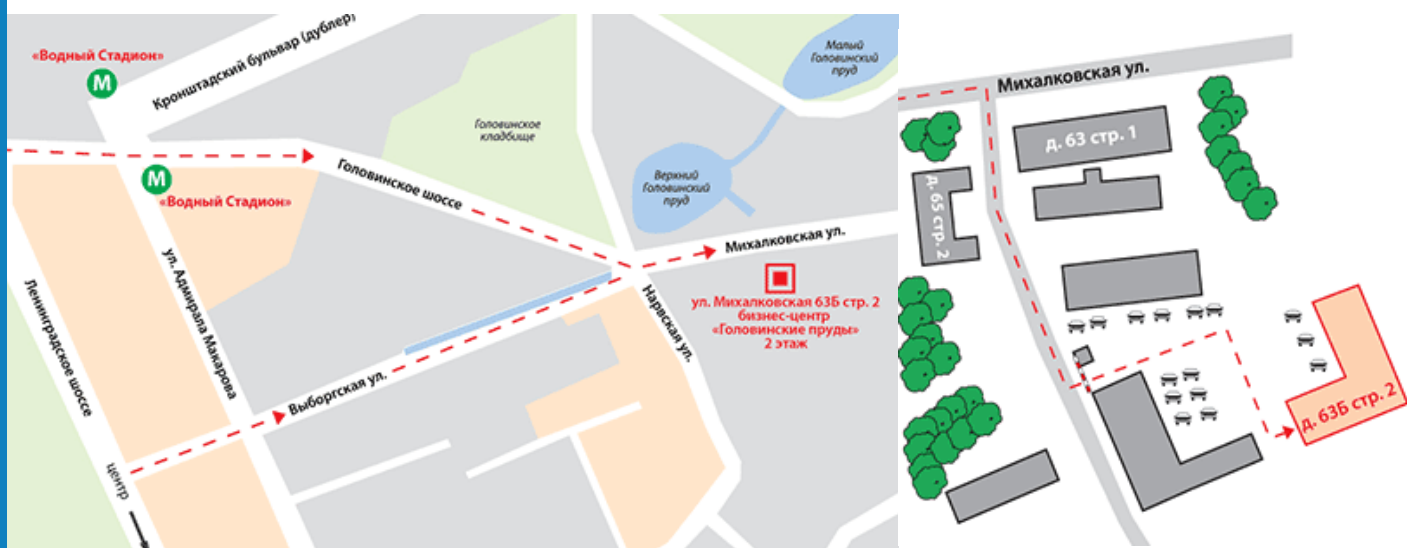 «Водный Стадион»
М
Кронштадский бульвар (дублер)
Малый
Головинский
пруд
Головинское
кладбище
Головинское шоссе
Верхний
Головинский
пруд
М
«Водный Стадион»
Михалковская ул.
ул. Михалковская 63Б стр. 2
бизнес-центр
«Головинские пруды»
2 этаж
Ленинградское шоссе
ул. Адмирала Макарова
Нарвская ул.
Выборгская ул.
центр
Михалковская ул.
д. 63 стр. 1
д. 65 стр. 2
д. 63Б стр. 2